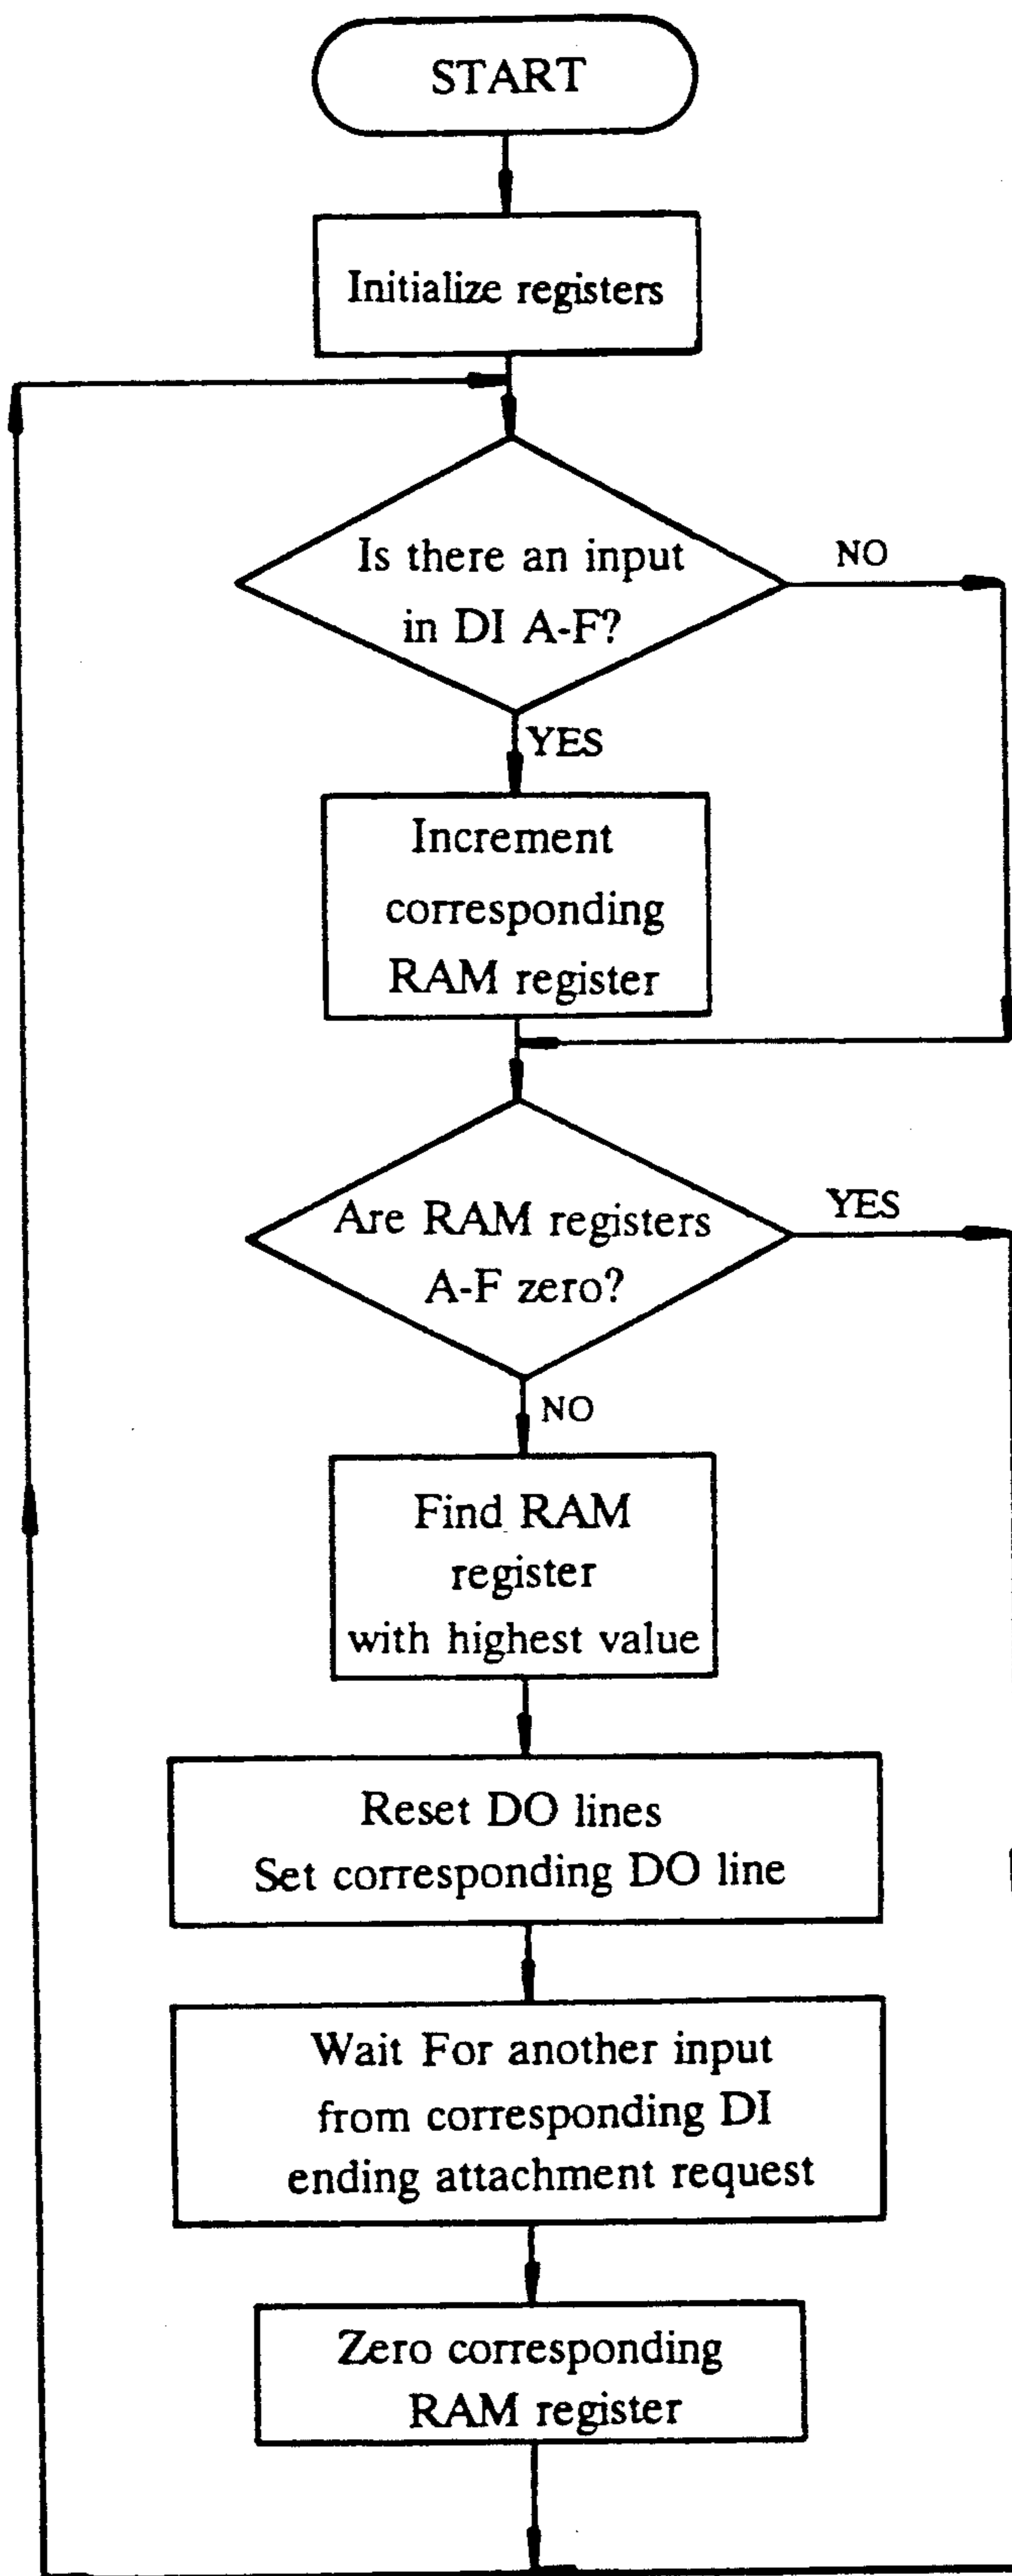 START
Initialize registers
Is there an input
in DI A-F?
NO
YES
Increment
corresponding
RAM register
Are RAM registers
A-F zero?
YES
NO
Find RAM
register
with highest value
Reset DO lines
Set corresponding DO line
Wait For another input
from corresponding DI
ending attachment request
Zero corresponding
RAM register